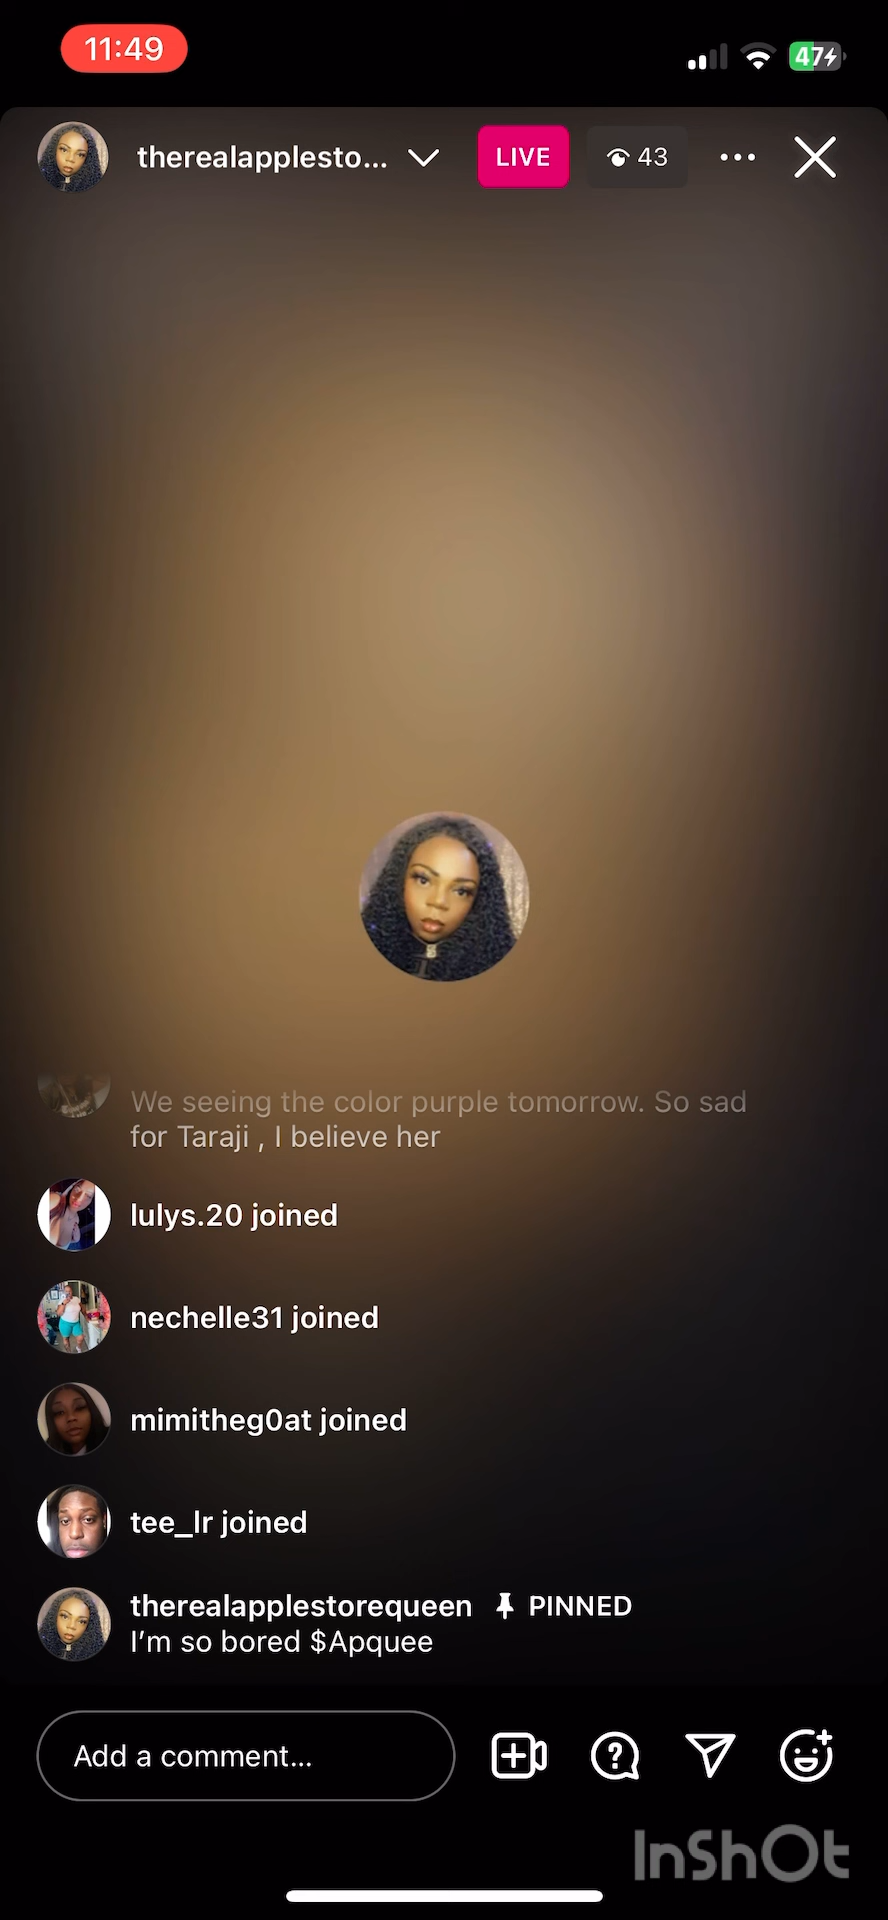 11:49
47
therealapplesto...
LIVE
43
We seeing the color purple tomorrow. So sad
for Taraji , I believe her
lulys.20 joined
nechelle31 joined
mimitheg0at joined
tee_lr joined
therealapplestorequeen PINNED
I’m so bored $Apquee
Add a comment...
InShOt